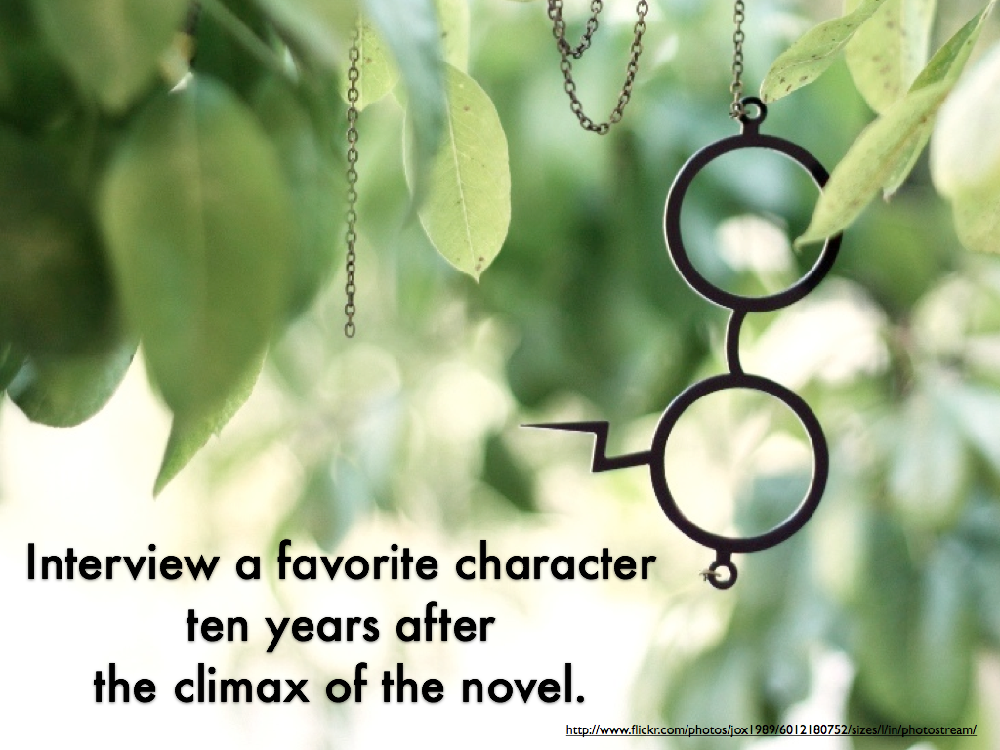 Interview a favorite character
ten years after
the climax of the novel.
http://www.flickr.com/photos/jox1989/6012180752/sizes/l/in/photostream/